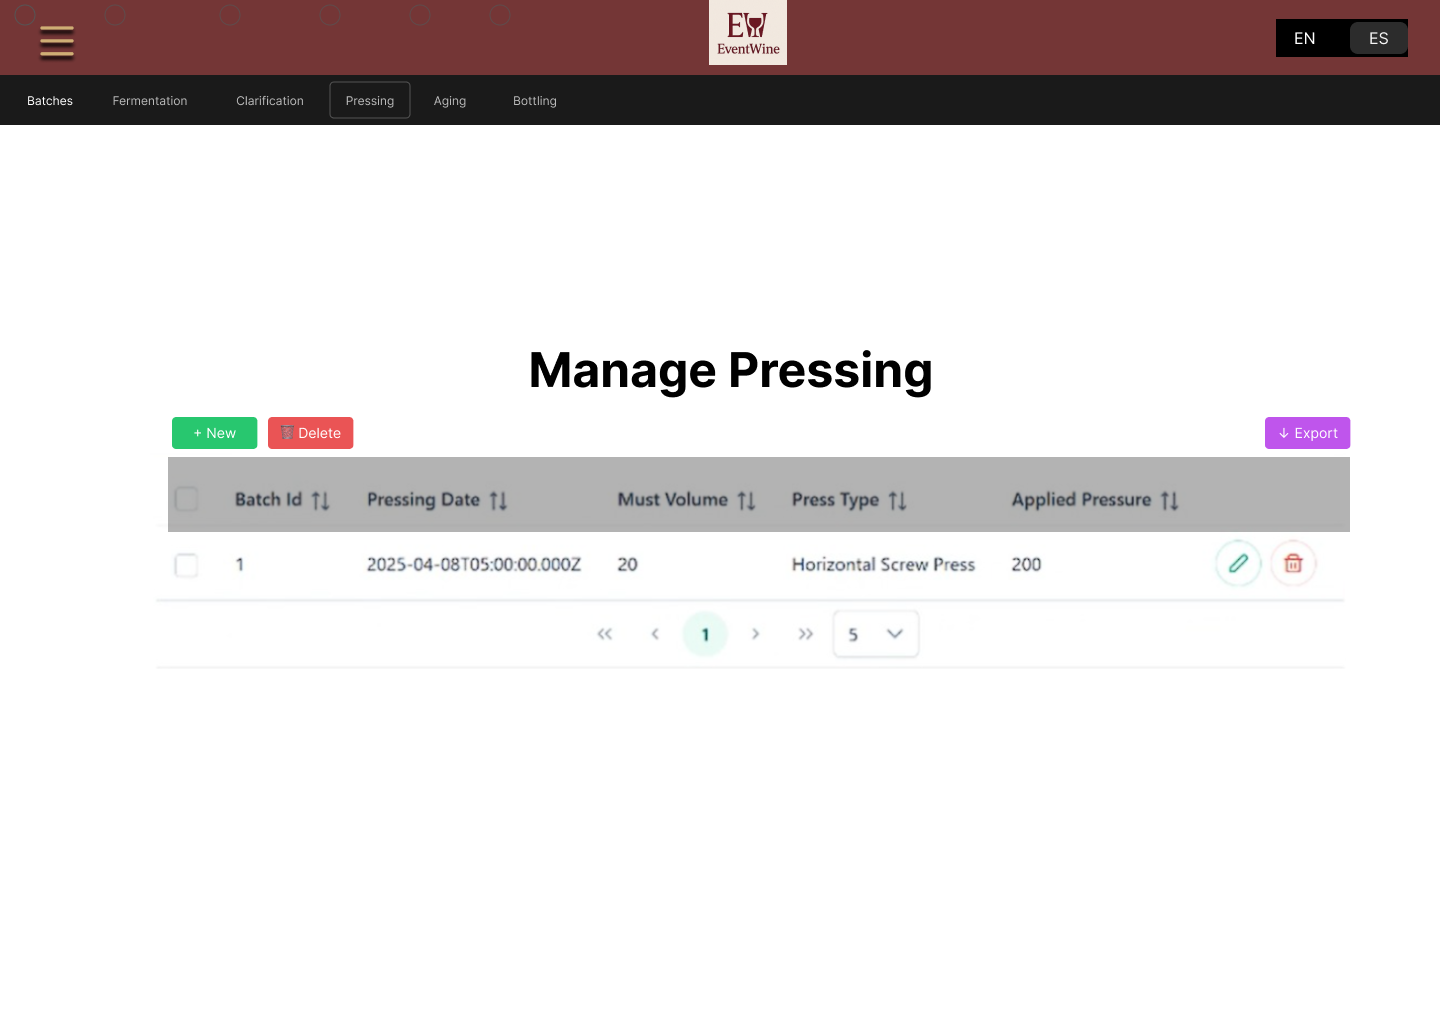 EW
EventWine
EN ES
Batches Fermentation Clarification Pressing Aging Bottling
Manage Pressing
+ New Delete ↓ Export
Batch Id Pressing Date Must Volume Press Type Applied Pressure
1 2025-04-08T05:00:00.000Z 20 Horizontal Screw Press 200
« ‹ 1 › » 5